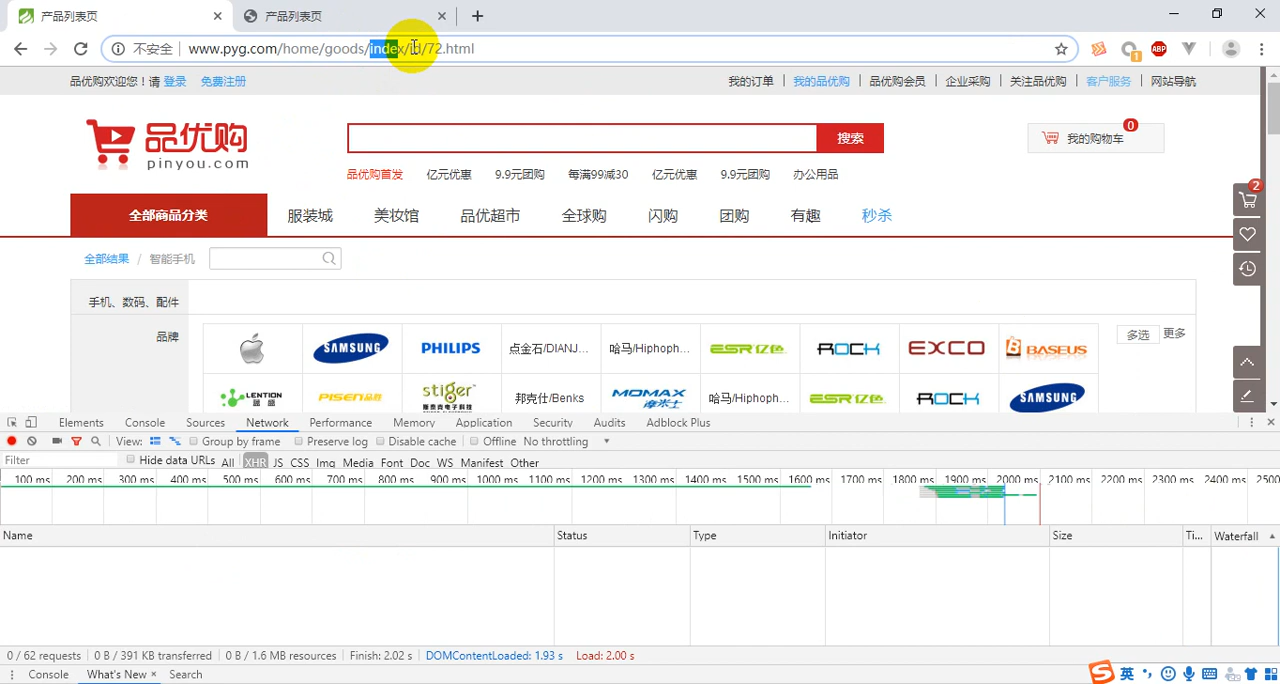 产品列表页
产品列表页
不安全 www.pyg.com/home/goods/index/id/72.html
ABP
1
品优购欢迎您！请 登录 免费注册
我的订单 我的品优购 品优购会员 企业采购 关注品优购 客户服务 网站导航
品优购
pinyou.com
搜索
我的购物车 0
品优购首发 亿元优惠 9.9元团购 每满99减30 亿元优惠 9.9元团购 办公用品
全部商品分类 服装城 美妆馆 品优超市 全球购 闪购 团购 有趣 秒杀
2
全部结果 / 智能手机
手机、数码、配件
品牌
SAMSUNG PHILIPS 点金石/DIANJ... 哈马/Hiphoph... ESR亿色 ROCK EXCO BASEUS
多选 更多
LENTION PISEN品胜 stiger 邦克仕/Benks MOMAX 摩米士 哈马/Hiphoph... ESR亿色 ROCK SAMSUNG
Elements Console Sources Network Performance Memory Application Security Audits Adblock Plus
View: Group by frame Preserve log Disable cache Offline No throttling
Filter Hide data URLs All XHR JS CSS Img Media Font Doc WS Manifest Other
100 ms 200 ms 300 ms 400 ms 500 ms 600 ms 700 ms 800 ms 900 ms 1000 ms 1100 ms 1200 ms 1300 ms 1400 ms 1500 ms 1600 ms 1700 ms 1800 ms 1900 ms 2000 ms 2100 ms 2200 ms 2300 ms 2400 ms 2500
Name Status Type Initiator Size Ti... Waterfall
0 / 62 requests 0 B / 391 KB transferred 0 B / 1.6 MB resources Finish: 2.02 s DOMContentLoaded: 1.93 s Load: 2.00 s
Console What's New × Search
英